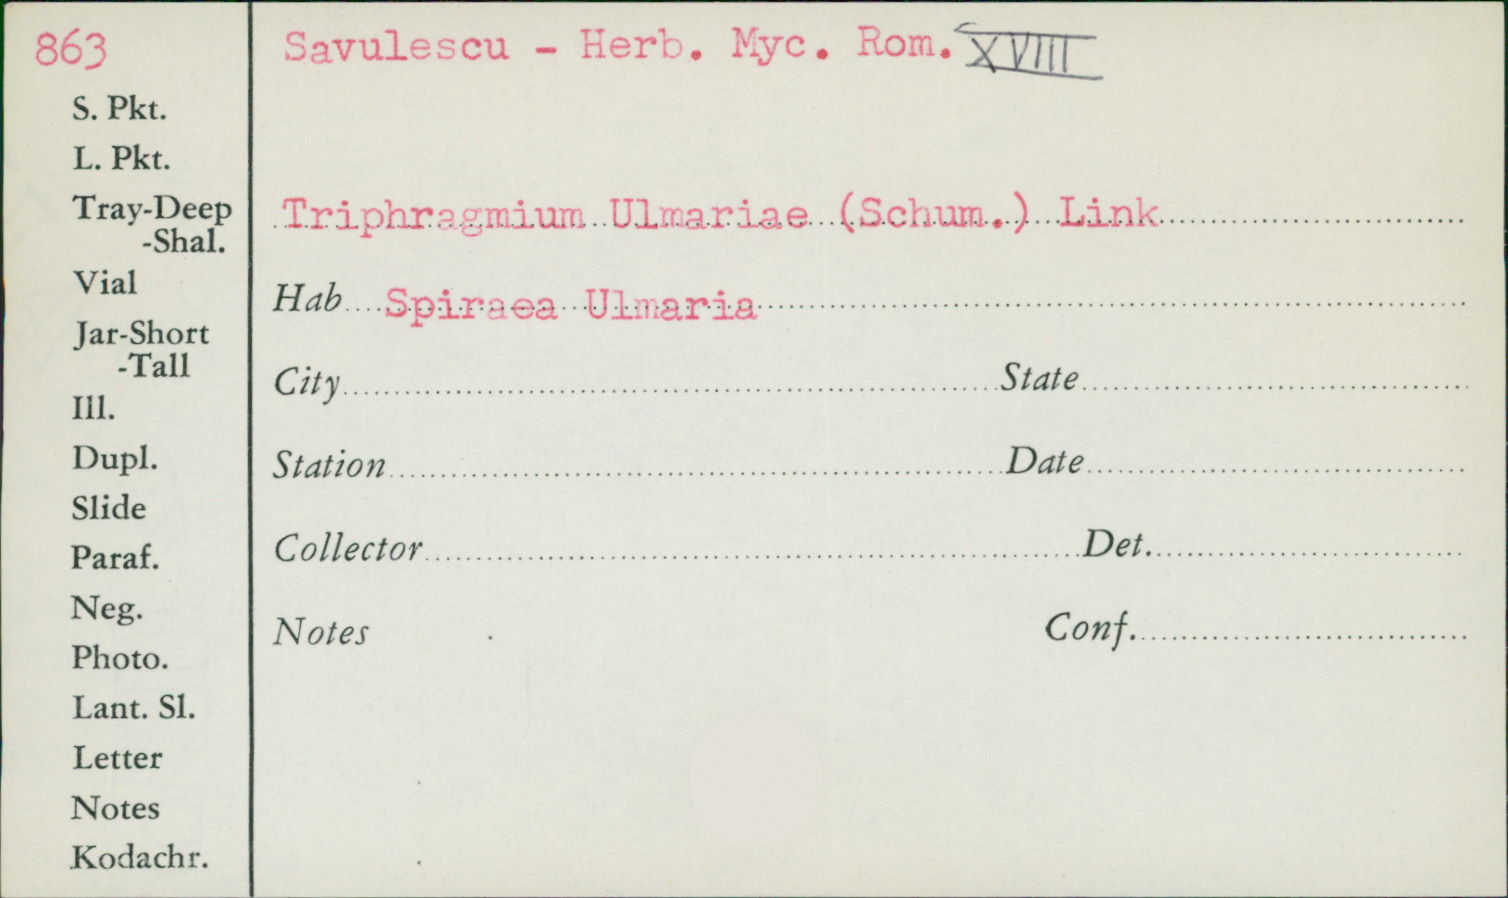 863
Savulescu - Herb. Myc. Rom. XVIII
S. Pkt.
L. Pkt.
Tray-Deep
-Shal.
Vial
Jar-Short
-Tall
Ill.
Dupl.
Slide
Paraf.
Neg.
Photo.
Lant. Sl.
Letter
Notes
Kodachr.
Triphragmium Ulmariae (Schum.) Link
Hab Spiraea Ulmaria
City State
Station Date
Collector Det.
Notes Conf.